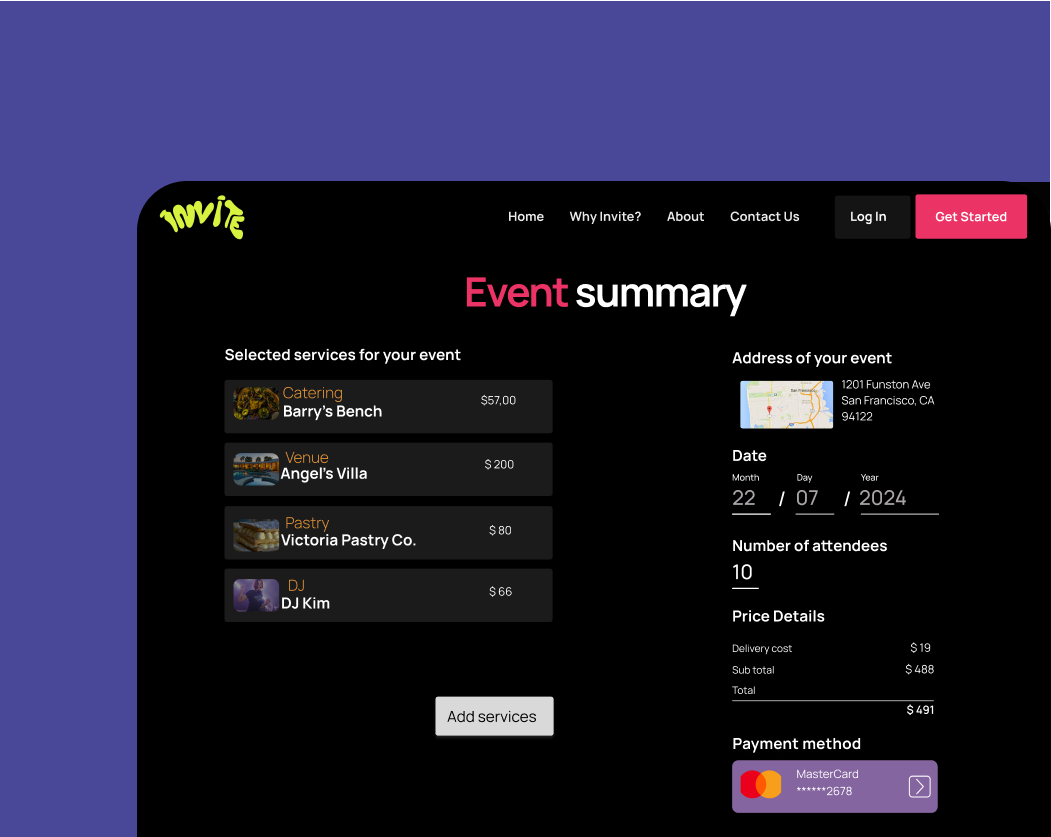 INVITE
Home Why Invite? About Contact Us Log In Get Started
Event summary
Selected services for your event
Catering
Barry's Bench
$57,00
Venue
Angel's Villa
$ 200
Pastry
Victoria Pastry Co.
$ 80
DJ
DJ Kim
$ 66
Add services
Address of your event
San Francisco
1201 Funston Ave
San Francisco, CA
94122
Date
Month Day Year
22 / 07 / 2024
Number of attendees
10
Price Details
Delivery cost $ 19
Sub total $ 488
Total
$ 491
Payment method
MasterCard
******2678